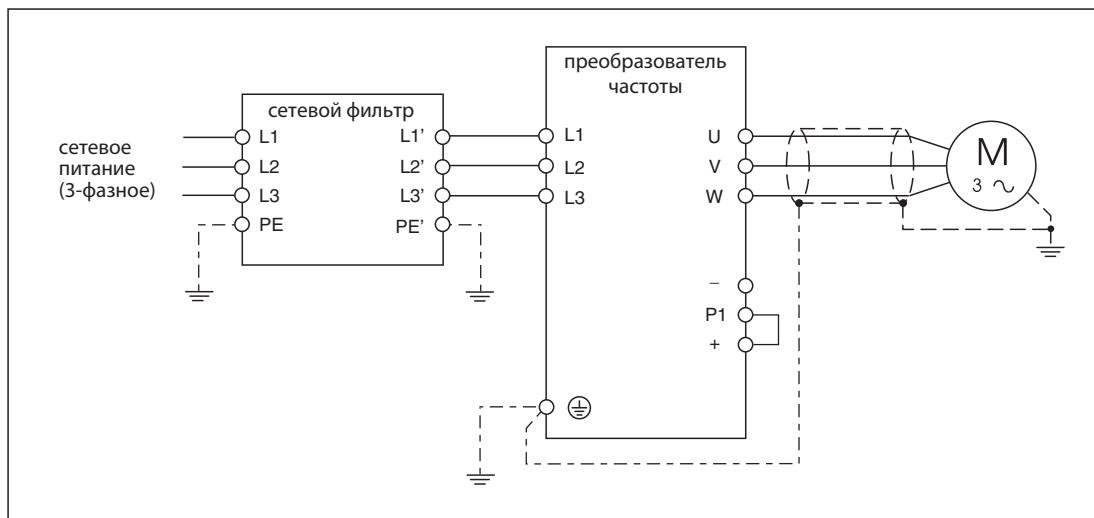 преобразователь
частоты
сетевой фильтр
сетевое
питание
(3-фазное)
L1 L1’
L2 L2’
L3 L3’
PE PE’
L1 U
L2 V
L3 W
−
P1
+
M
3 ∿